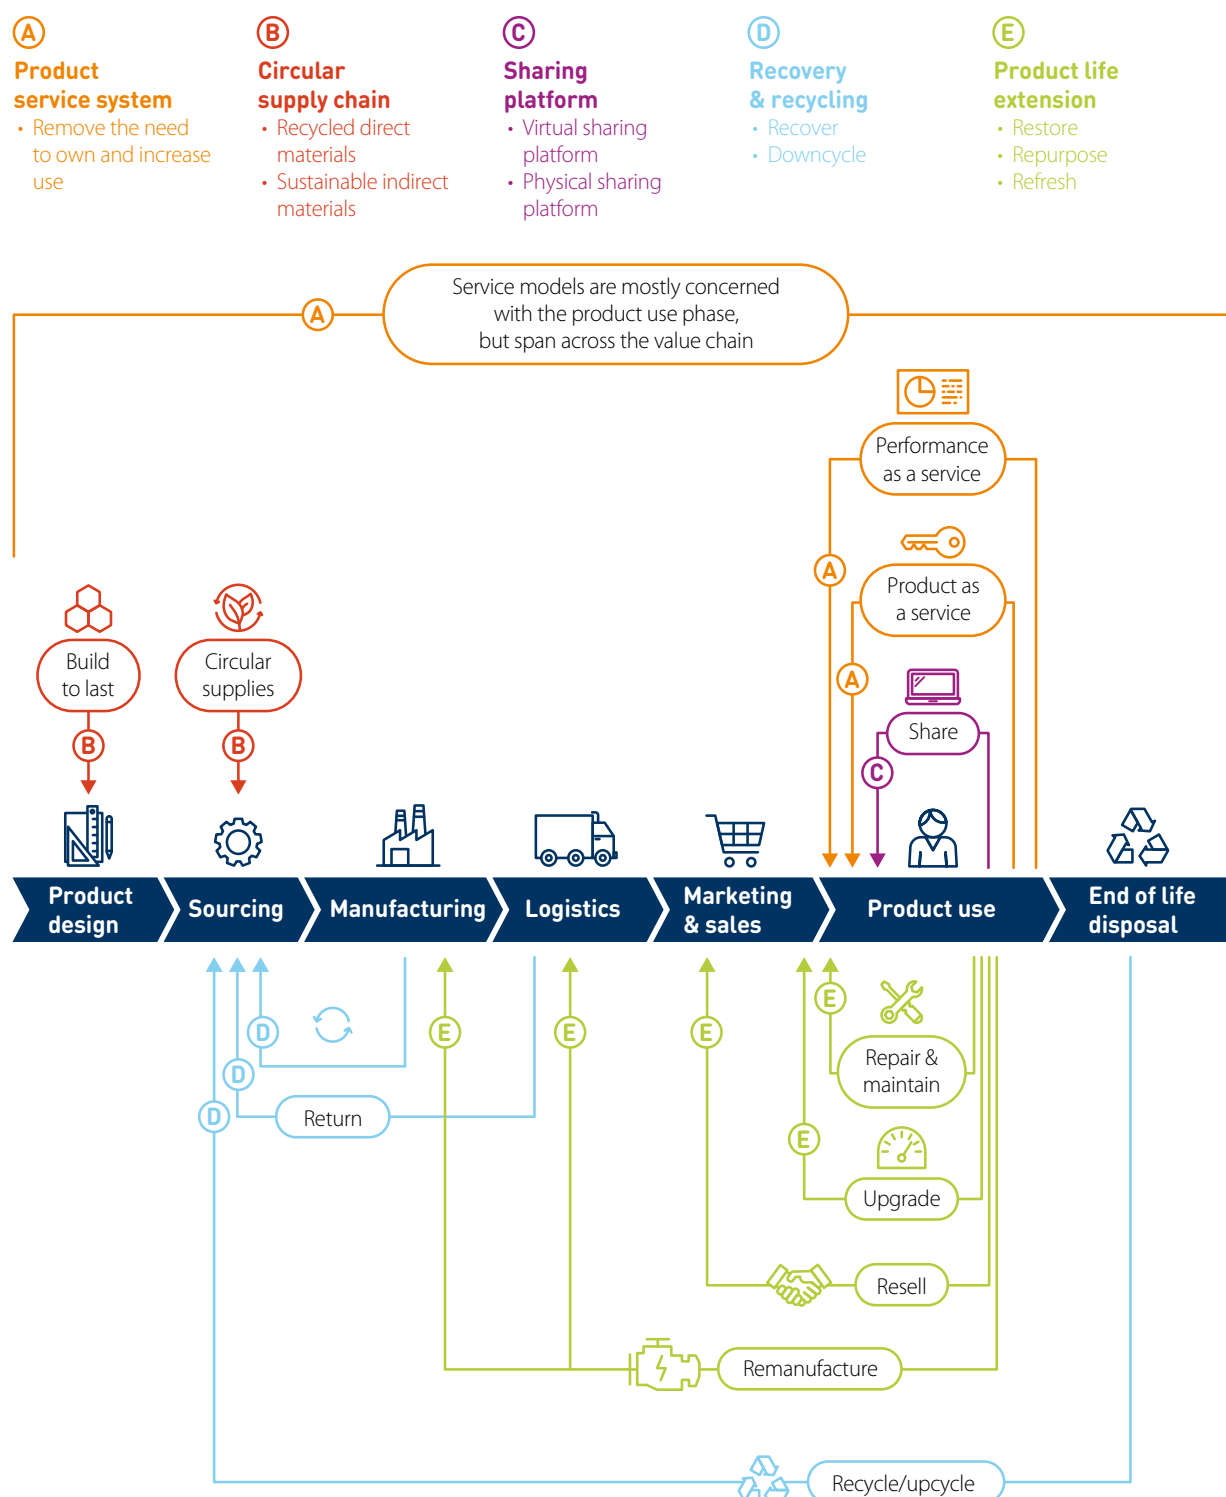 A
Product
service system
• Remove the need
to own and increase
use
B
Circular
supply chain
• Recycled direct
materials
• Sustainable indirect
materials
C
Sharing
platform
• Virtual sharing
platform
• Physical sharing
platform
D
Recovery
& recycling
• Recover
• Downcycle
E
Product life
extension
• Restore
• Repurpose
• Refresh
A
Service models are mostly concerned
with the product use phase,
but span across the value chain
Performance
as a service
A
Product as
a service
A
Share
C
Build
to last
B
Circular
supplies
B
Product
design
Sourcing
Manufacturing
Logistics
Marketing
& sales
Product use
End of life
disposal
D
D
D
Return
E
E
E
E
Repair &
maintain
E
Upgrade
Resell
Remanufacture
Recycle/upcycle